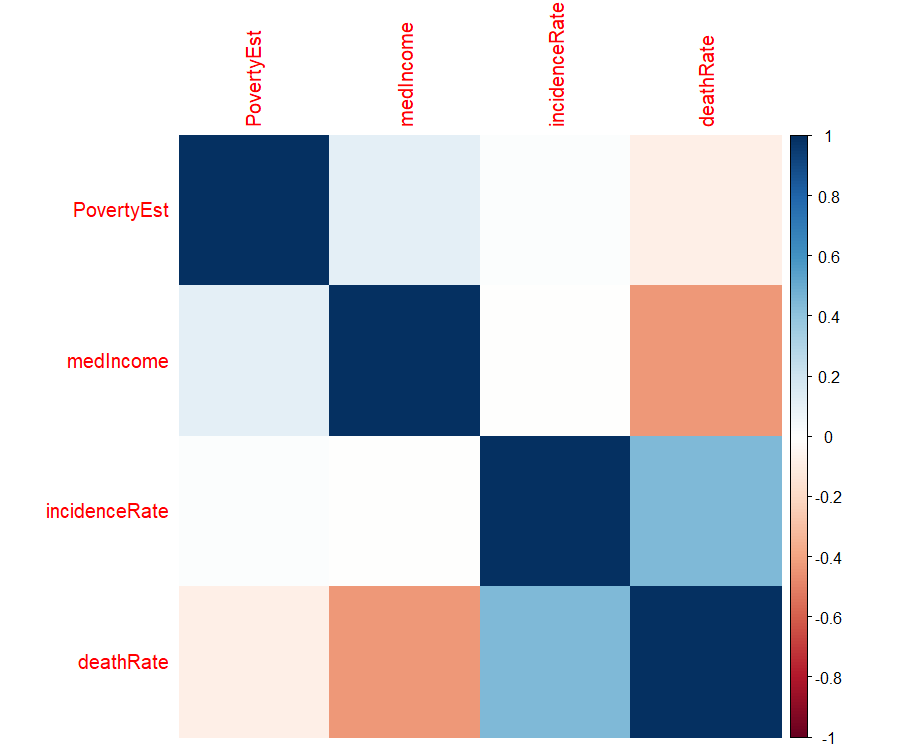 PovertyEst
medIncome
incidenceRate
deathRate
PovertyEst
medIncome
incidenceRate
deathRate
1
0.8
0.6
0.4
0.2
0
-0.2
-0.4
-0.6
-0.8
-1